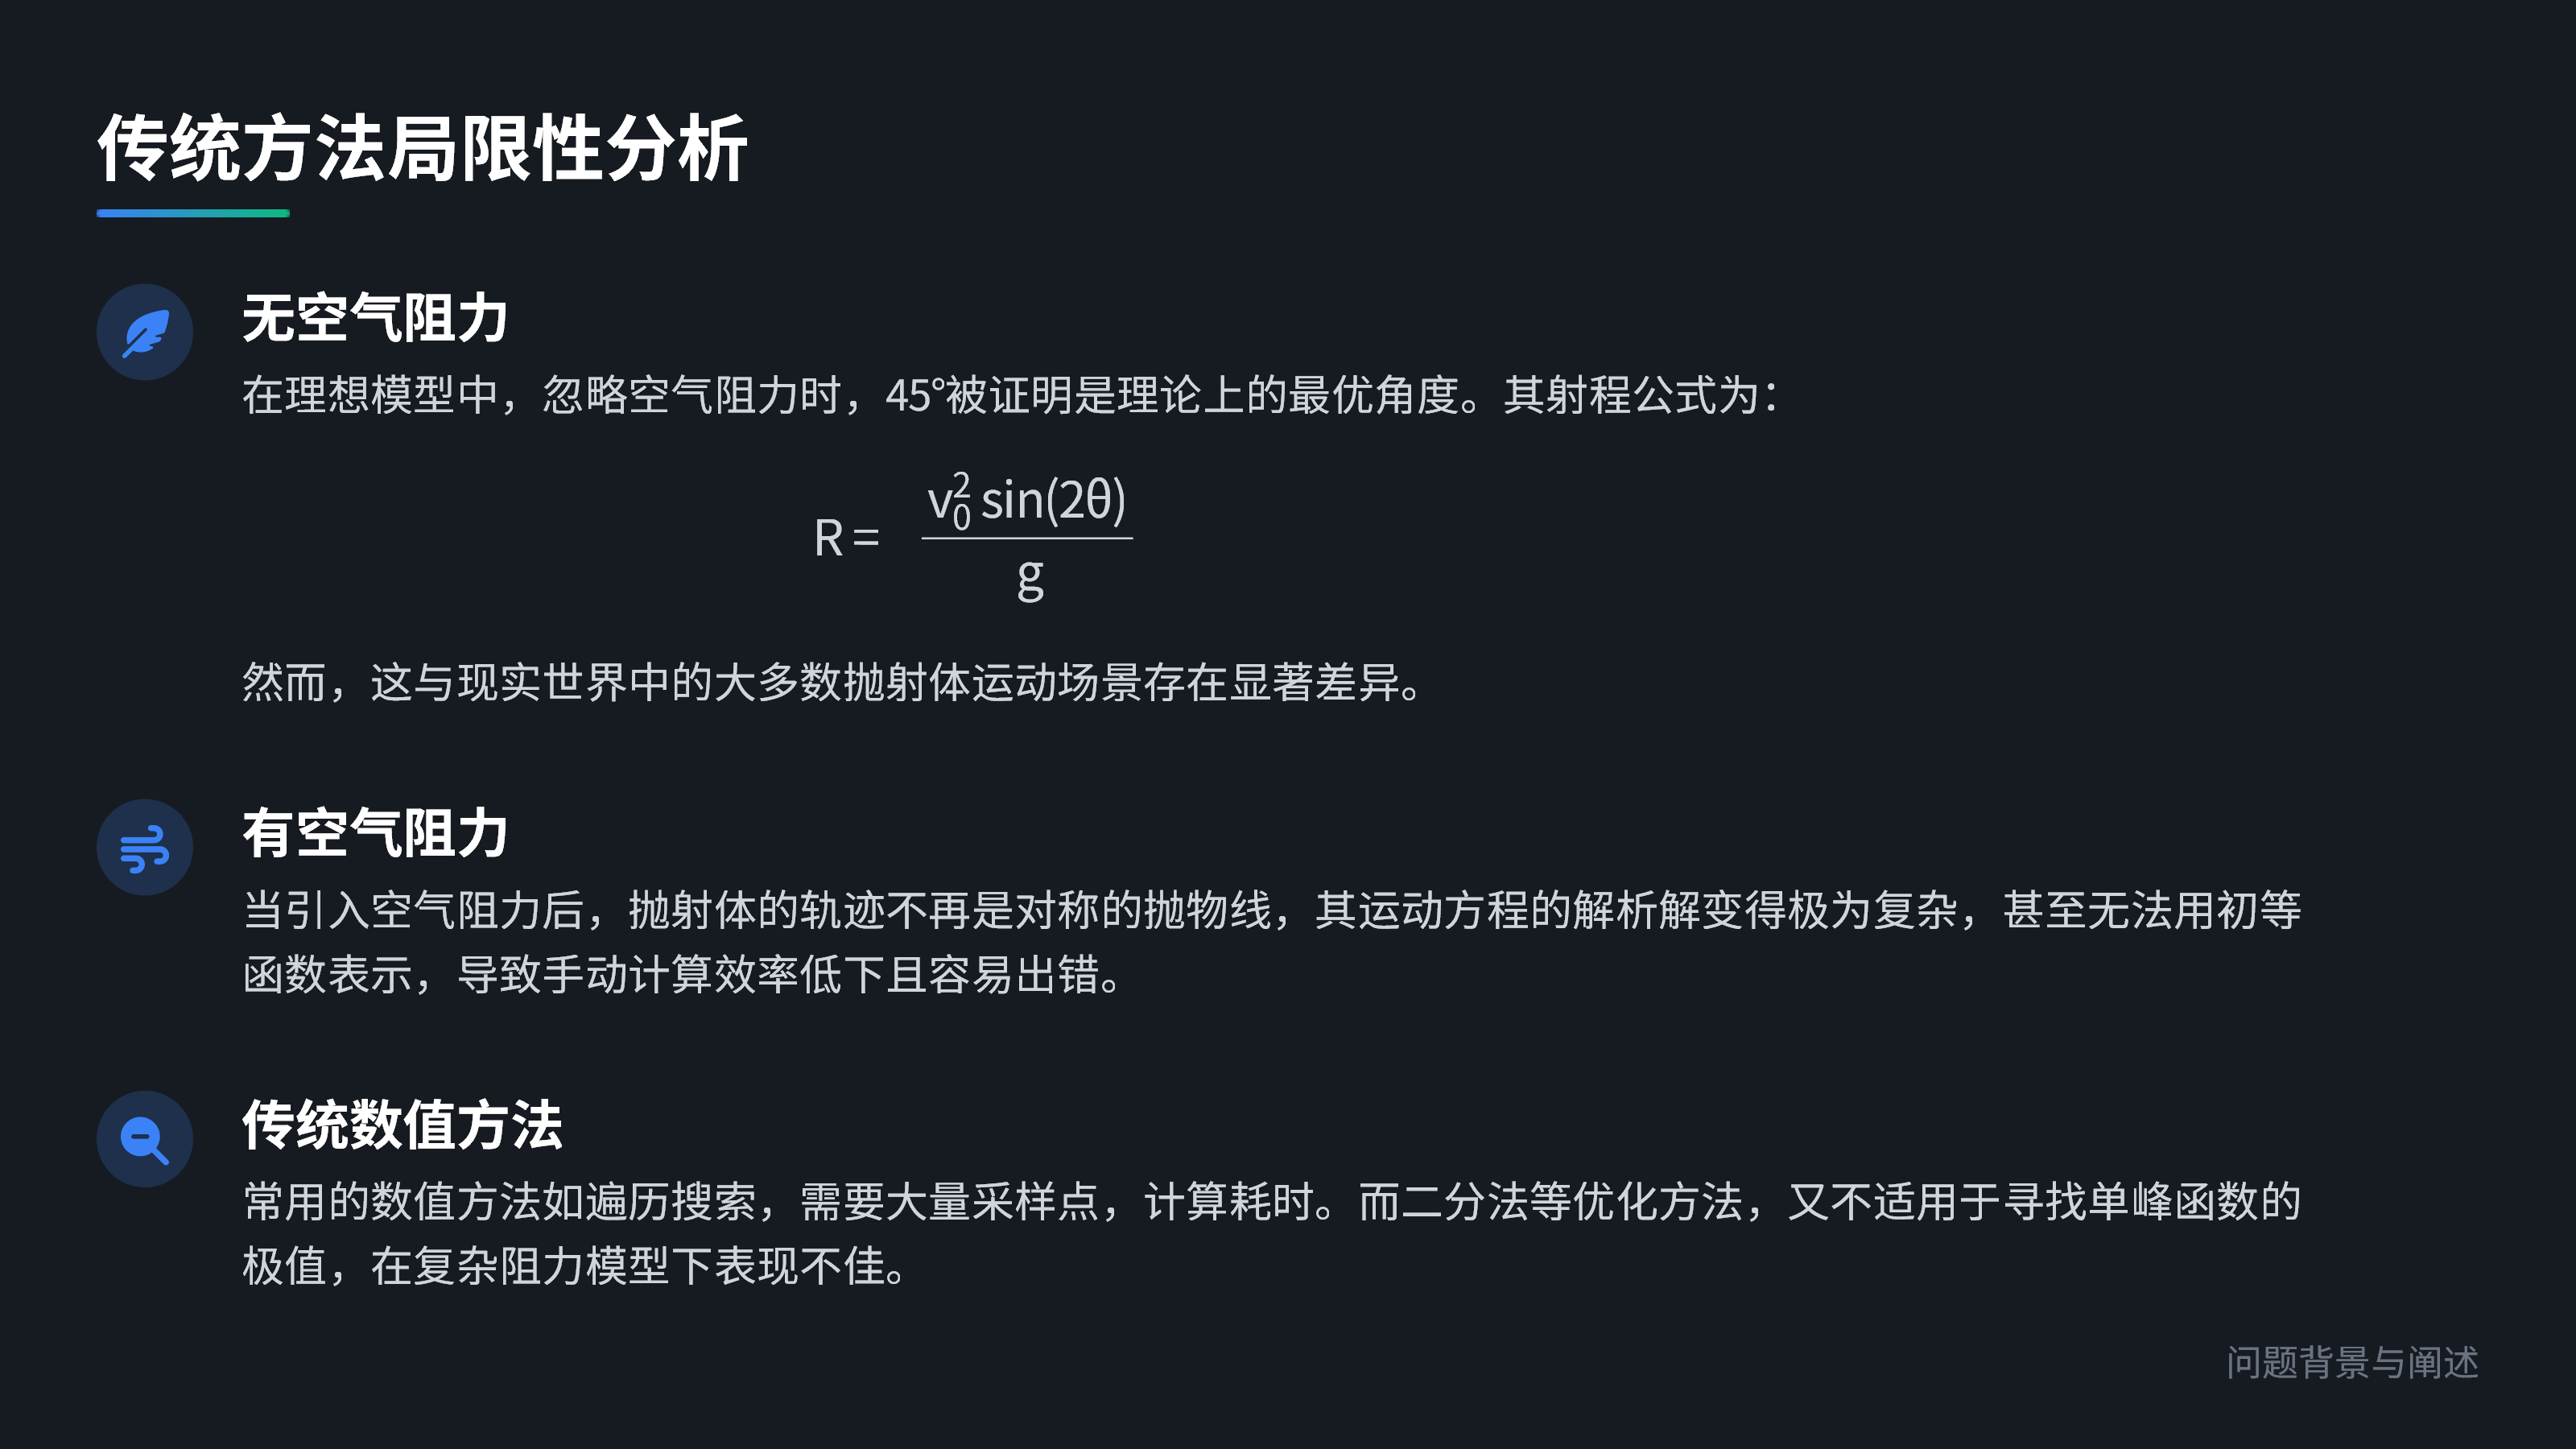 传统方法局限性分析
无空气阻力
在理想模型中，忽略空气阻力时，45°被证明是理论上的最优角度。其射程公式为：
R = v₀² sin(2θ) / g
然而，这与现实世界中的大多数抛射体运动场景存在显著差异。
有空气阻力
当引入空气阻力后，抛射体的轨迹不再是对称的抛物线，其运动方程的解析解变得极为复杂，甚至无法用初等
函数表示，导致手动计算效率低下且容易出错。
传统数值方法
常用的数值方法如遍历搜索，需要大量采样点，计算耗时。而二分法等优化方法，又不适用于寻找单峰函数的
极值，在复杂阻力模型下表现不佳。
问题背景与阐述